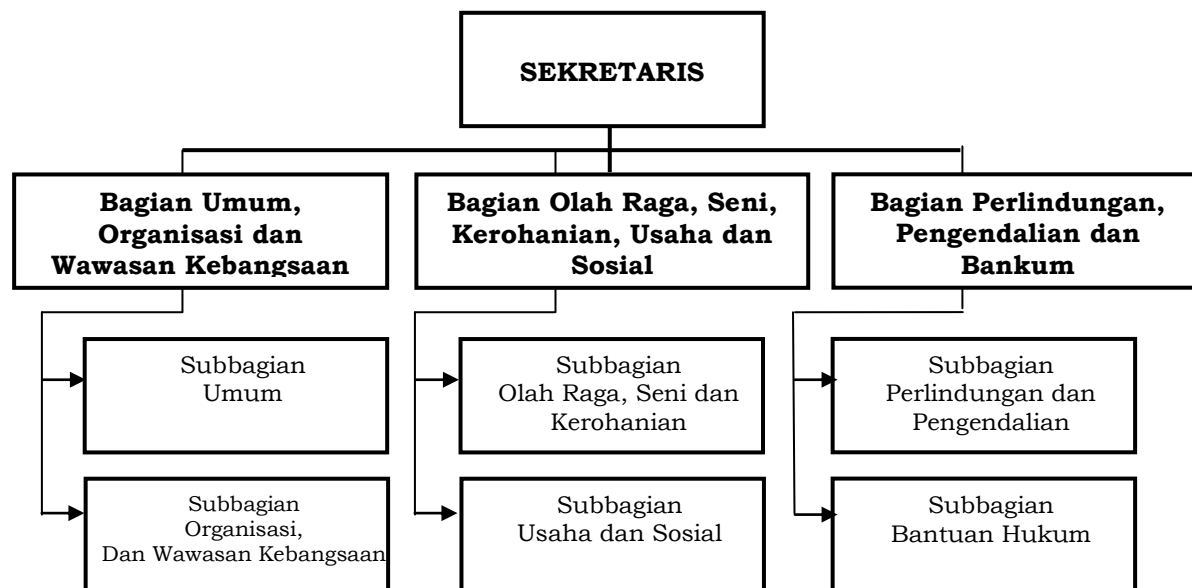 SEKRETARIS
Bagian Umum,
Organisasi dan
Wawasan Kebangsaan
Bagian Olah Raga, Seni,
Kerohanian, Usaha dan
Sosial
Bagian Perlindungan,
Pengendalian dan
Bankum
Subbagian
Umum
Subbagian
Olah Raga, Seni dan
Kerohanian
Subbagian
Perlindungan dan
Pengendalian
Subbagian
Organisasi,
Dan Wawasan Kebangsaan
Subbagian
Usaha dan Sosial
Subbagian
Bantuan Hukum